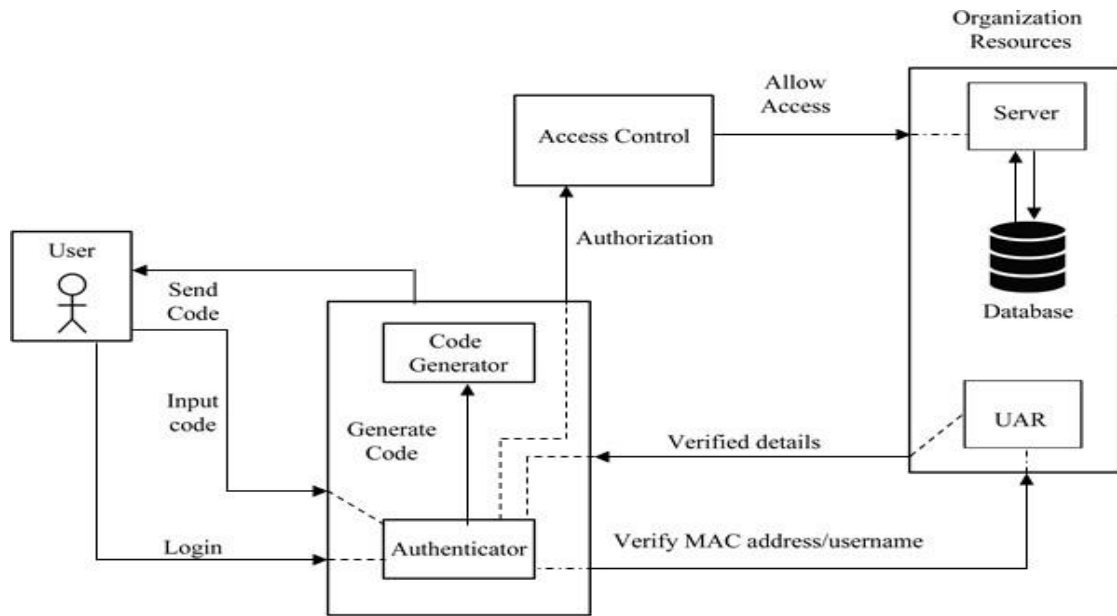 Organization
Resources
Allow
Access
Server
Access Control
Authorization
User
Send
Code
Database
Code
Generator
Input
code
UAR
Generate
Code
Verified details
Login
Authenticator
Verify MAC address/username